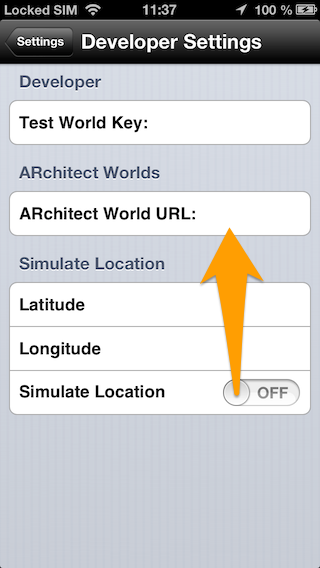 Locked SIM 11:37 100 %
Settings Developer Settings
Developer
Test World Key:
ARchitect Worlds
ARchitect World URL:
Simulate Location
Latitude
Longitude
Simulate Location OFF